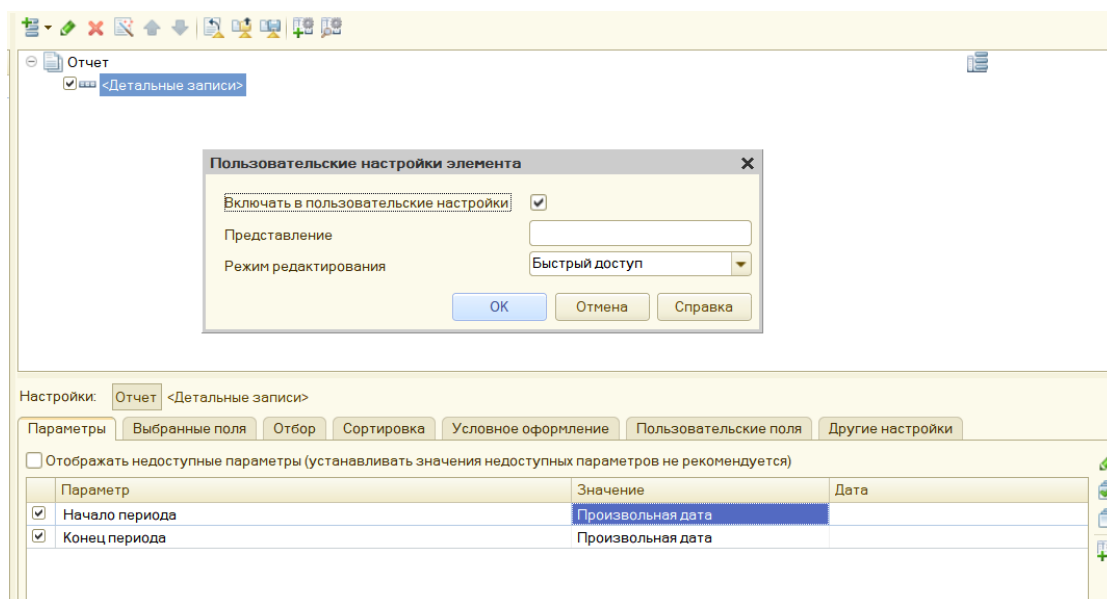 Отчет
<Детальные записи>
Пользовательские настройки элемента
Включать в пользовательские настройки
Представление
Режим редактирования Быстрый доступ
ОК Отмена Справка
Настройки: Отчет <Детальные записи>
Параметры Выбранные поля Отбор Сортировка Условное оформление Пользовательские поля Другие настройки
Отображать недоступные параметры (устанавливать значения недоступных параметров не рекомендуется)
Параметр Значение Дата
Начало периода Произвольная дата
Конец периода Произвольная дата